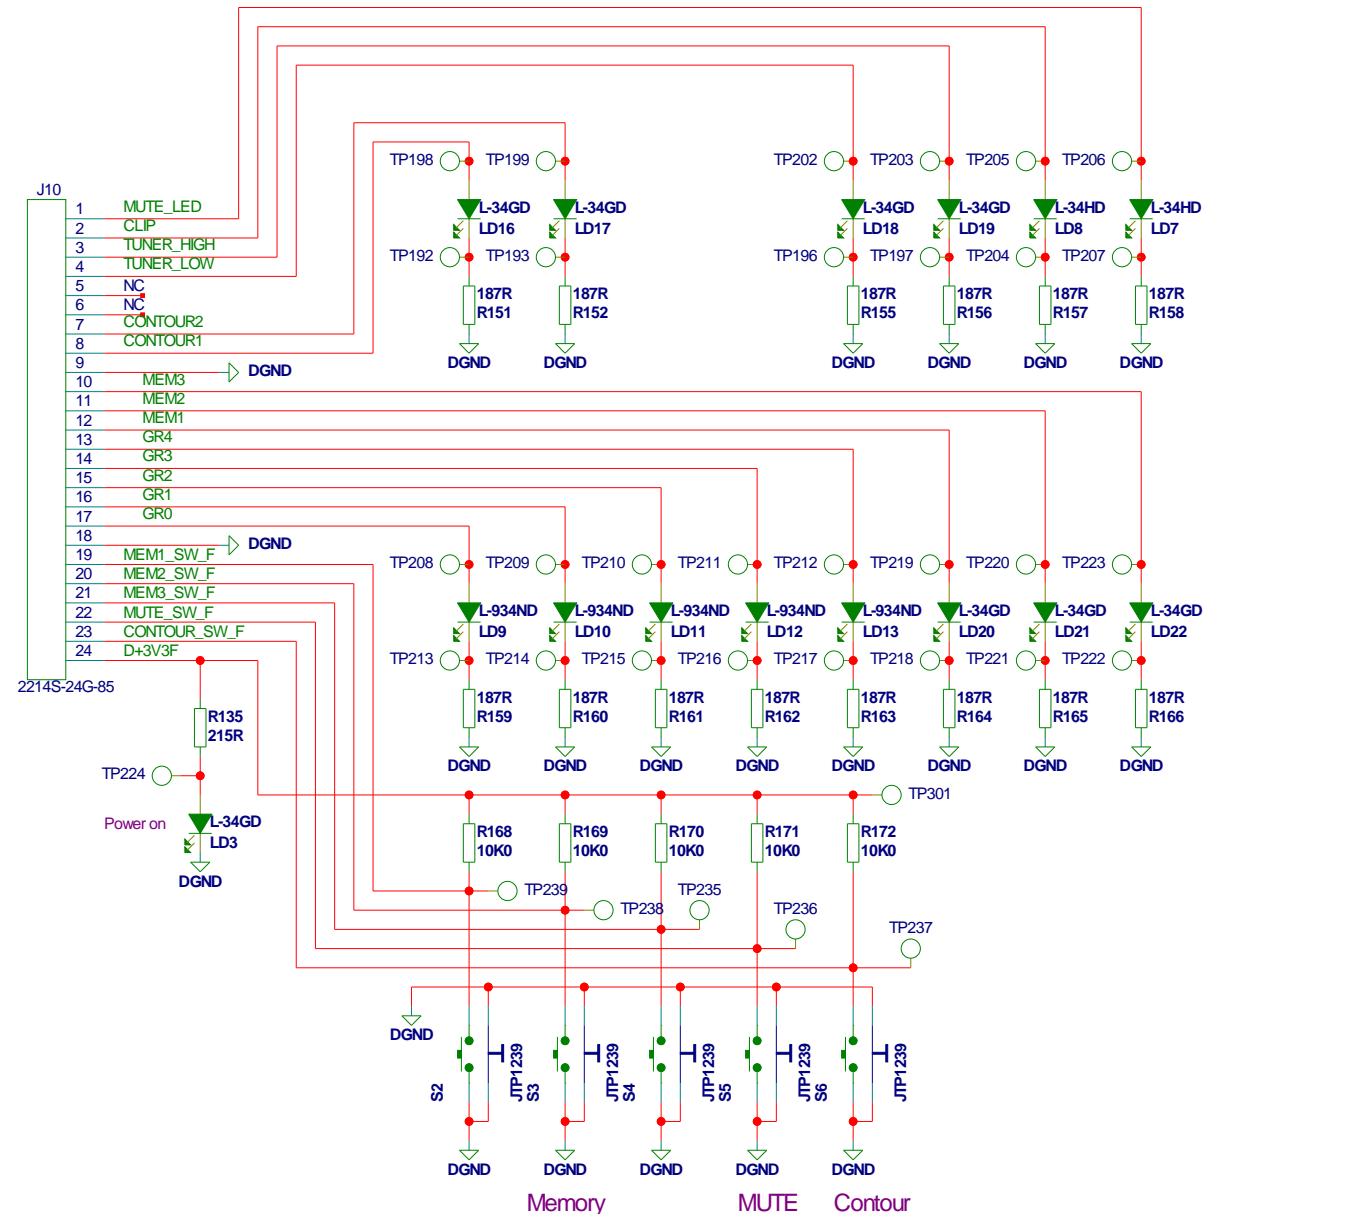 TP198
TP199
TP202
TP203
TP205
TP206
J10
1 MUTE_LED
2 CLIP
3 TUNER_HIGH
4 TUNER_LOW
5 NC
6 NC
7 CONTOUR2
8 CONTOUR1
9 DGND
10 MEM3
11 MEM2
12 MEM1
13 GR4
14 GR3
15 GR2
16 GR1
17 GR0
18 DGND
19 MEM1_SW_F
20 MEM2_SW_F
21 MEM3_SW_F
22 MUTE_SW_F
23 CONTOUR_SW_F
24 D+3V3F
2214S-24G-85
L-34GD
LD16
L-34GD
LD17
L-34GD
LD18
L-34GD
LD19
L-34HD
LD8
L-34HD
LD7
TP192
TP193
TP196
TP197
TP204
TP207
187R
R151
187R
R152
187R
R155
187R
R156
187R
R157
187R
R158
DGND
DGND
DGND
DGND
DGND
DGND
TP208
TP209
TP210
TP211
TP212
TP219
TP220
TP223
L-934ND
LD9
L-934ND
LD10
L-934ND
LD11
L-934ND
LD12
L-934ND
LD13
L-34GD
LD20
L-34GD
LD21
L-34GD
LD22
TP213
TP214
TP215
TP216
TP217
TP218
TP221
TP222
187R
R159
187R
R160
187R
R161
187R
R162
187R
R163
187R
R164
187R
R165
187R
R166
DGND
DGND
DGND
DGND
DGND
DGND
DGND
DGND
R135
215R
TP224
Power on
L-34GD
LD3
DGND
TP301
R168
10K0
R169
10K0
R170
10K0
R171
10K0
R172
10K0
TP239
TP238
TP235
TP236
TP237
DGND
S2
JTP1239
S3
JTP1239
S4
JTP1239
S5
JTP1239
S6
JTP1239
DGND
DGND
DGND
DGND
DGND
Memory
MUTE
Contour